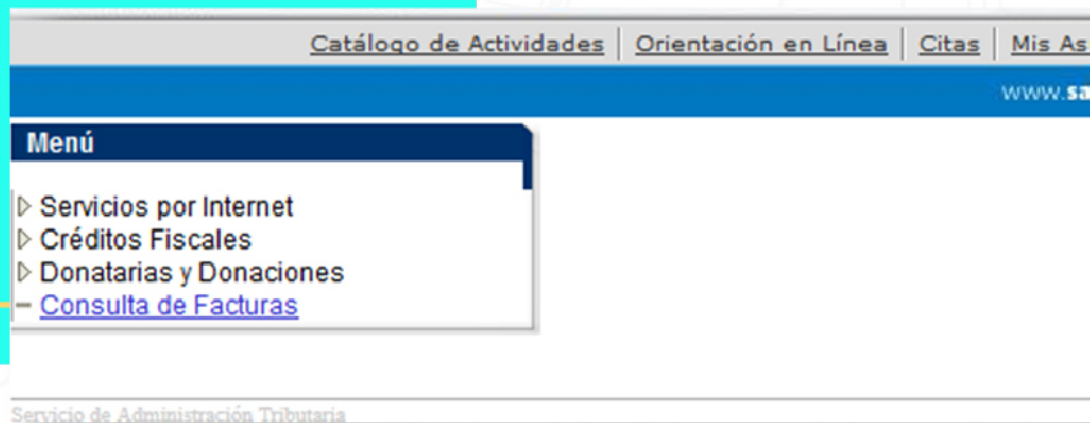 Catálogo de Actividades | Orientación en Línea | Citas | Mis As
www.sa
Menú
Servicios por Internet
Créditos Fiscales
Donatarias y Donaciones
Consulta de Facturas
Servicio de Administración Tributaria